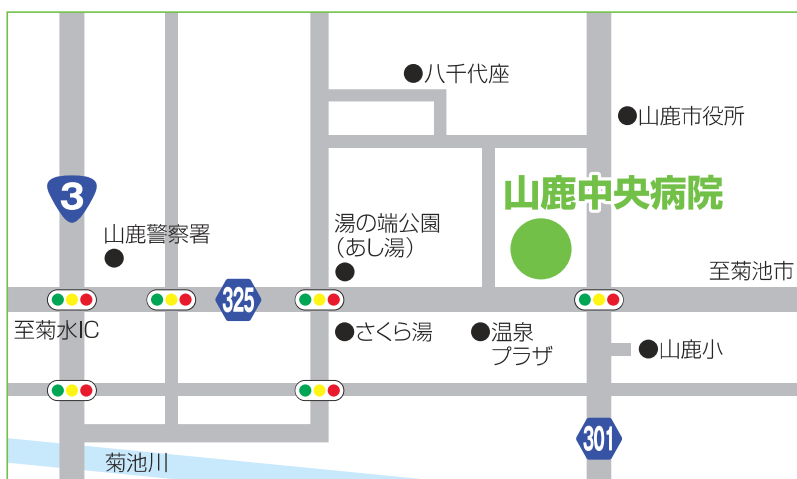 八千代座
山鹿市役所
3
山鹿中央病院
山鹿警察署
湯の端公園
(あし湯)
至菊池市
325
至菊水IC
さくら湯
温泉
プラザ
山鹿小
301
菊池川